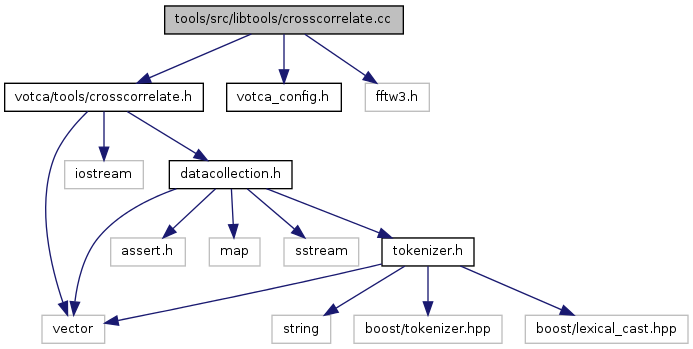 tools/src/libtools/crosscorrelate.cc
votca/tools/crosscorrelate.h
votca_config.h
fftw3.h
iostream
datacollection.h
assert.h
map
sstream
tokenizer.h
vector
string
boost/tokenizer.hpp
boost/lexical_cast.hpp